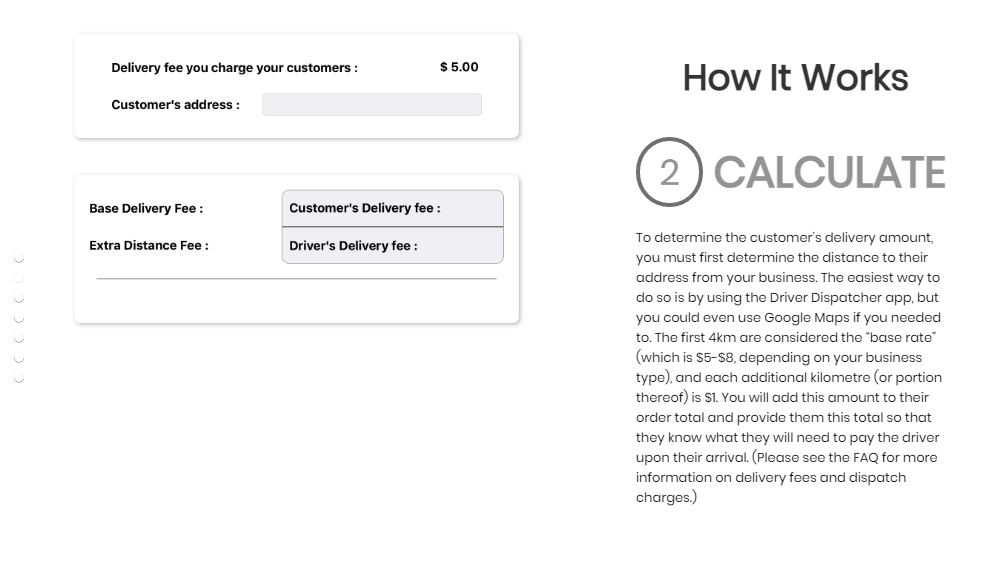 Delivery fee you charge your customers : $ 5.00
Customer's address :
Base Delivery Fee :
Customer's Delivery fee :
Extra Distance Fee :
Driver's Delivery fee :
How It Works
2 CALCULATE
To determine the customer's delivery amount,
you must first determine the distance to their
address from your business. The easiest way to
do so is by using the Driver Dispatcher app, but
you could even use Google Maps if you needed
to. The first 4km are considered the “base rate”
(which is $5-$8, depending on your business
type), and each additional kilometre (or portion
thereof) is $1. You will add this amount to their
order total and provide them this total so that
they know what they will need to pay the driver
upon their arrival. (Please see the FAQ for more
information on delivery fees and dispatch
charges.)